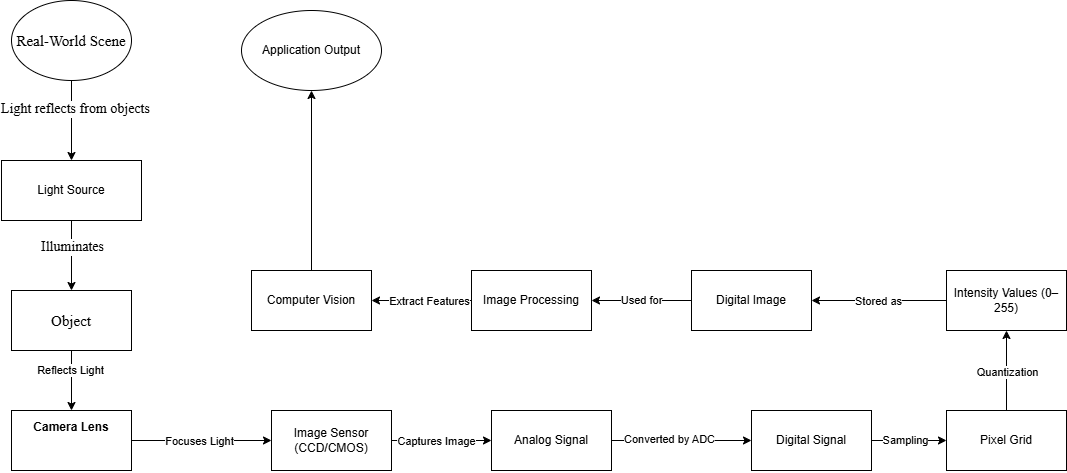 Real-World Scene
Application Output
Light reflects from objects
Light Source
Illuminates
Object
Reflects Light
Camera Lens
Focuses Light
Image Sensor
(CCD/CMOS)
Captures Image
Analog Signal
Converted by ADC
Digital Signal
Sampling
Pixel Grid
Quantization
Intensity Values (0–
255)
Stored as
Digital Image
Used for
Image Processing
Extract Features
Computer Vision